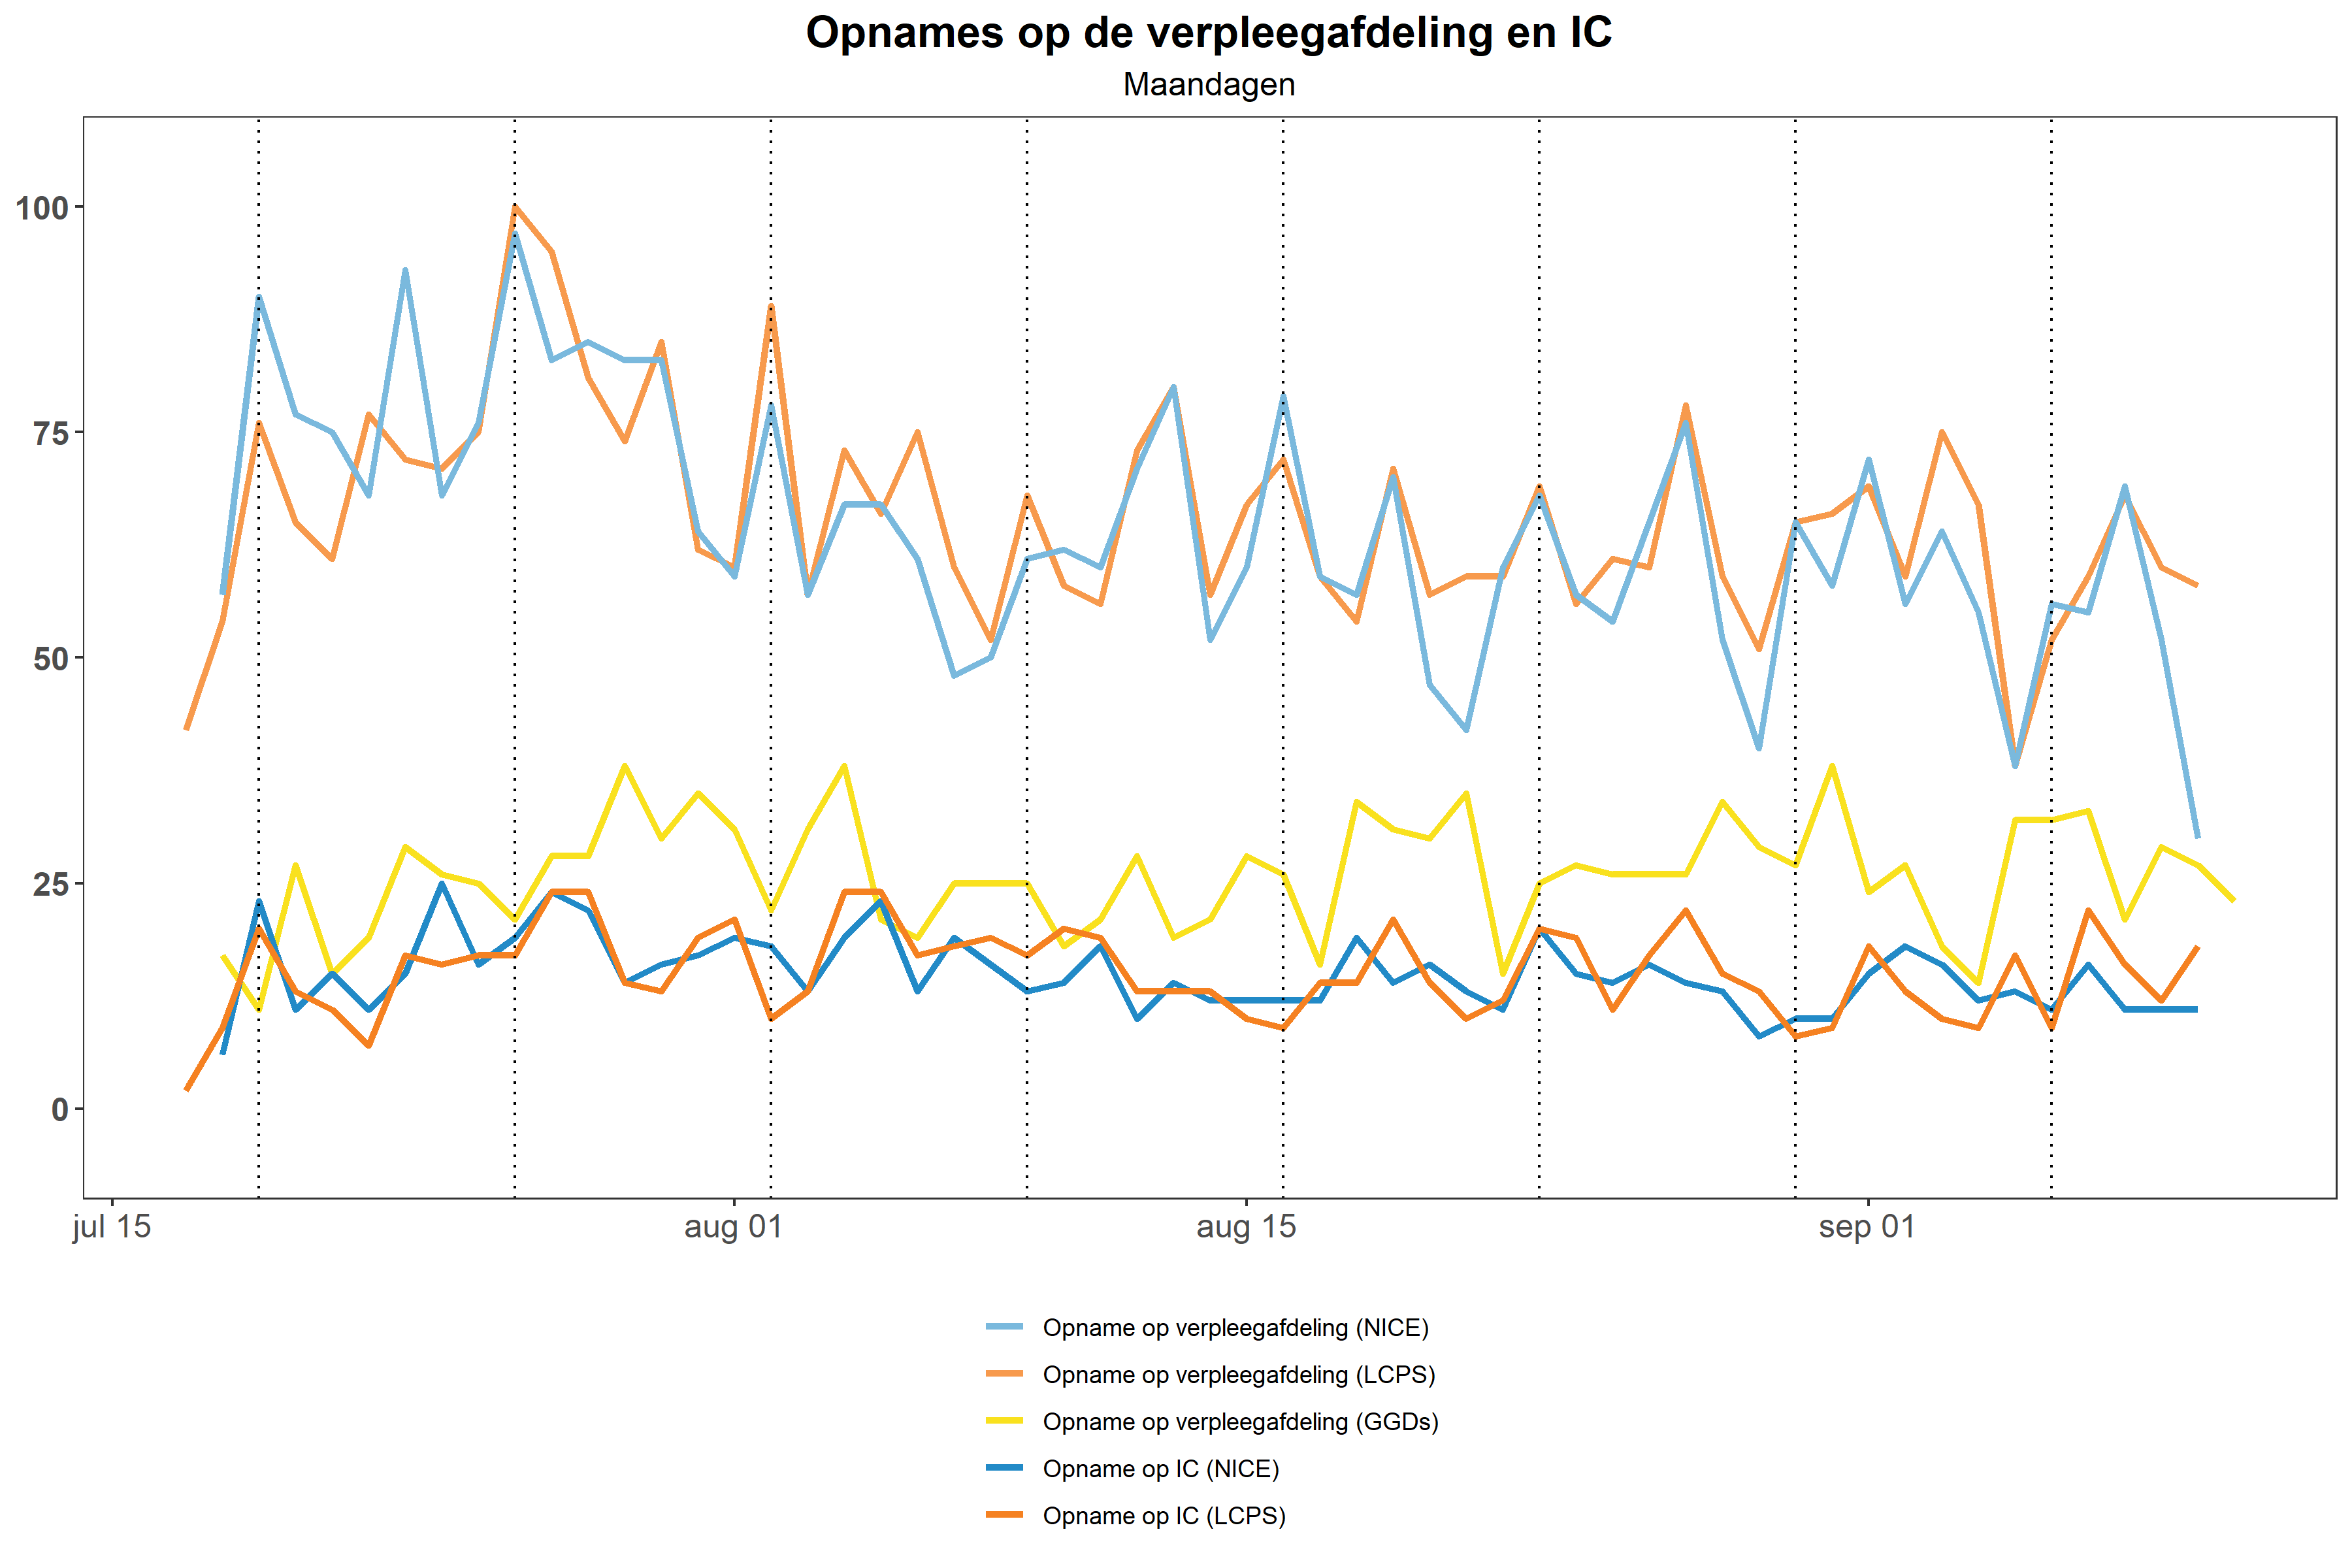 Opnames op de verpleegafdeling en IC
Maandagen
100
75
50
25
0
jul 15 aug 01 aug 15 sep 01
Opname op verpleegafdeling (NICE)
Opname op verpleegafdeling (LCPS)
Opname op verpleegafdeling (GGDs)
Opname op IC (NICE)
Opname op IC (LCPS)